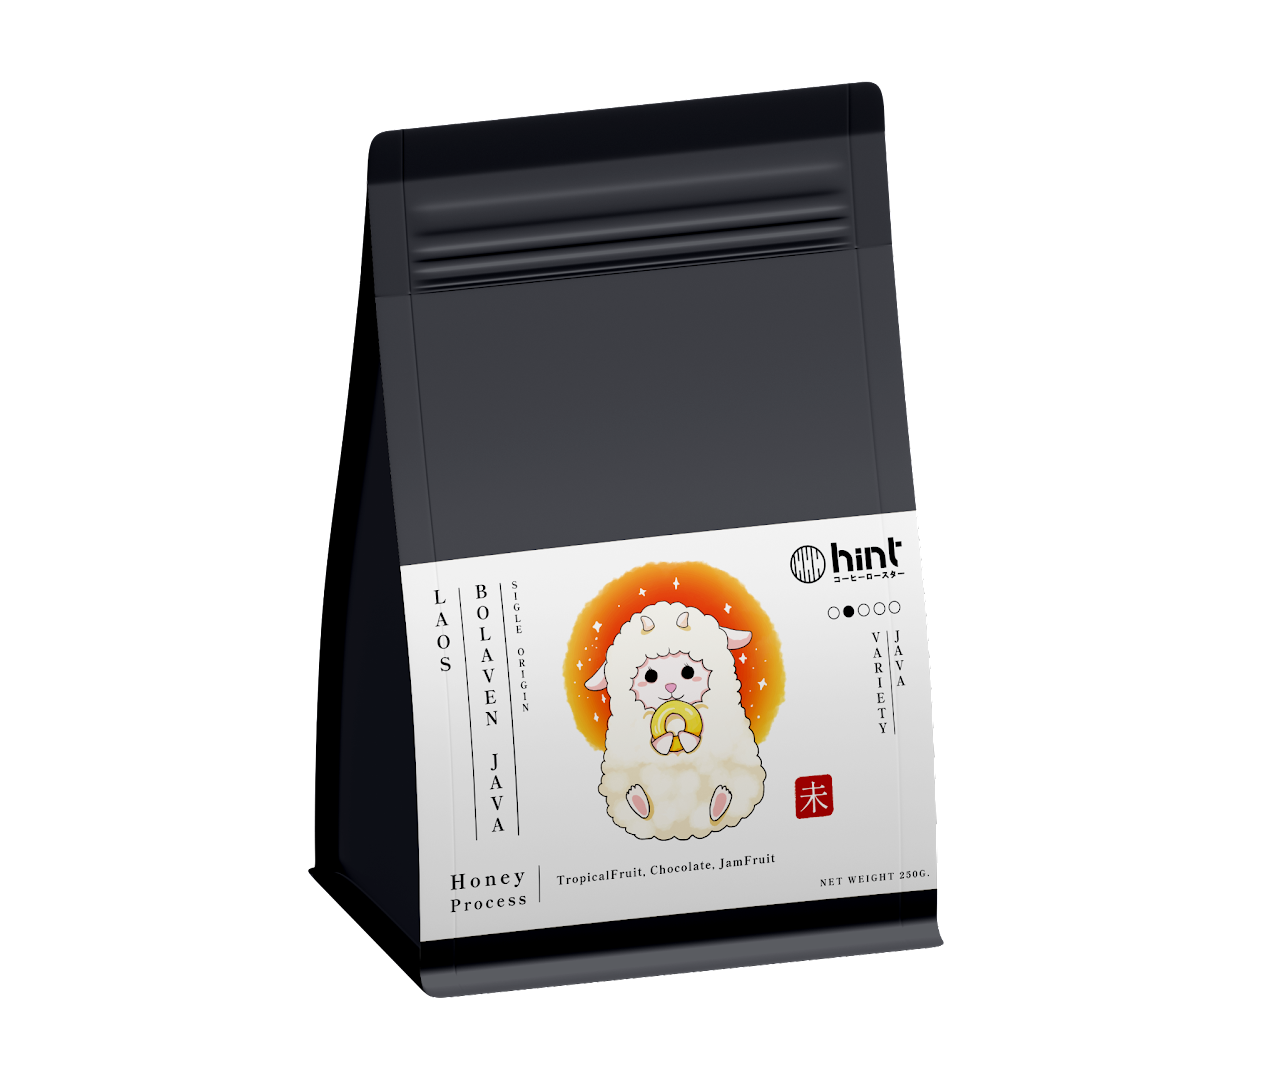 LAOS
BOLAVEN JAVA
SIGLE ORIGIN
hint
コーヒーロースター
VARIETY
JAVA
未
Honey
Process
TropicalFruit, Chocolate, JamFruit
NET WEIGHT 250G.